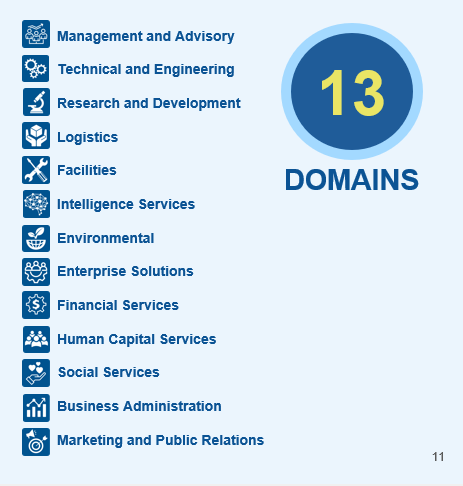 Management and Advisory
Technical and Engineering
Research and Development
Logistics
Facilities
Intelligence Services
Environmental
Enterprise Solutions
Financial Services
Human Capital Services
Social Services
Business Administration
Marketing and Public Relations
13
DOMAINS
11